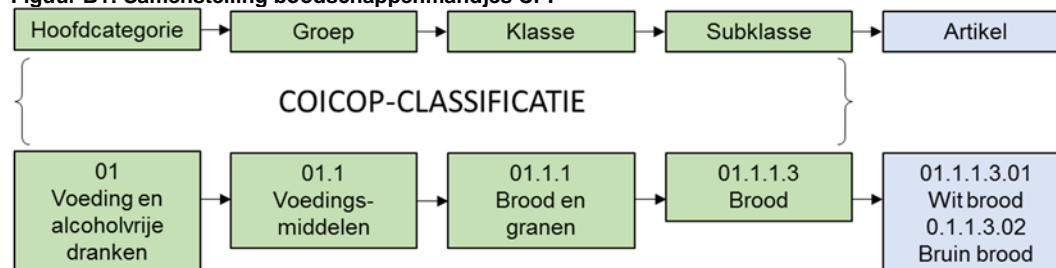 Figuur B1: Samenstelling boodschappenmandjes CPI
Hoofdcategorie
Groep
Klasse
Subklasse
Artikel
COICOP-CLASSIFICATIE
01
Voeding en
alcoholvrije
dranken
01.1
Voedings-
middelen
01.1.1
Brood en
granen
01.1.1.3
Brood
01.1.1.3.01
Wit brood
0.1.1.3.02
Bruin brood